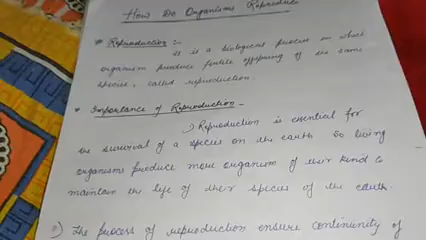 How Do Organisms Reproduce
* Reproduction :-
It is a biological process in which
organism produce fertile offspring of the same
species, called reproduction.
* Importance of Reproduction -
Reproduction is essential for
the survival of a species on the earth So living
organisms produce more organism of their kind to
maintain the life of their species of the earth.
The process of reproduction ensure continuity of